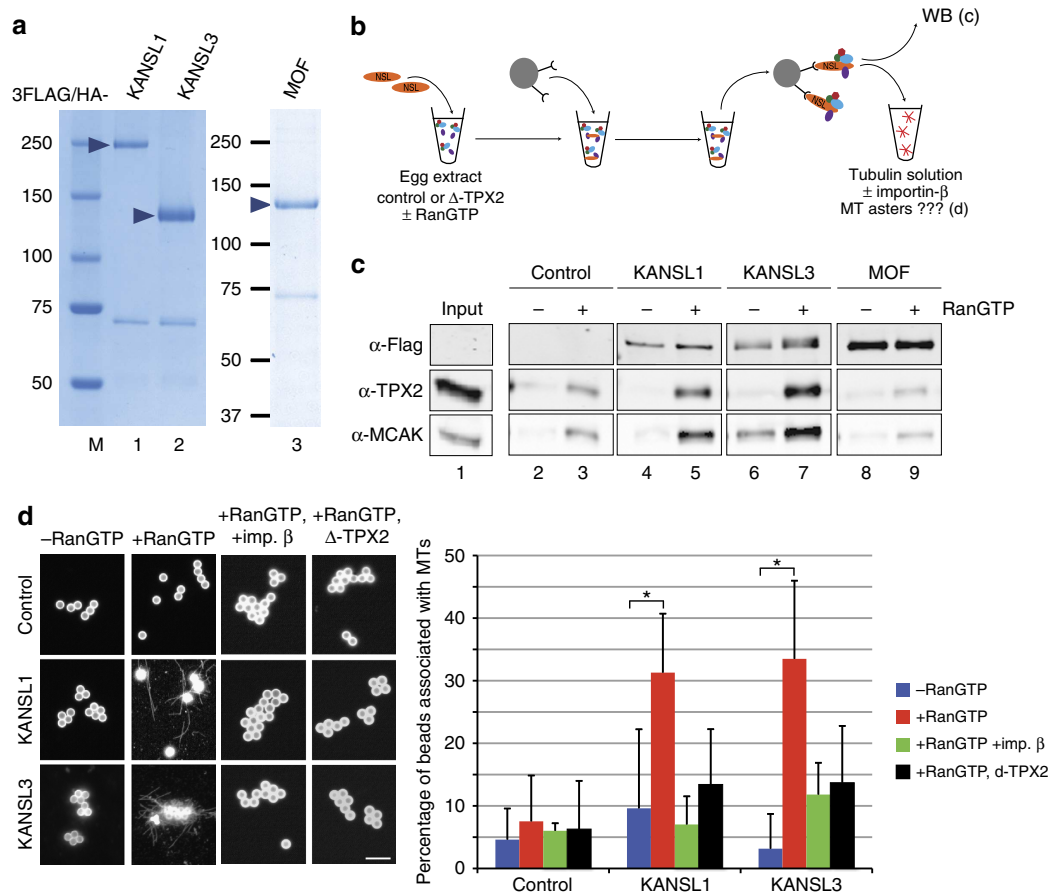 a
3FLAG/HA-
KANSL1
KANSL3
MOF
250
150
100
75
50
250
150
100
75
50
37
M 1 2 3
b
NSL
NSL
NSL
NSL
WB (c)
Egg extract
control or Δ-TPX2
± RanGTP
Tubulin solution
± importin-β
MT asters ??? (d)
c
Control KANSL1 KANSL3 MOF
Input – + – + – + – + RanGTP
α-Flag
α-TPX2
α-MCAK
1 2 3 4 5 6 7 8 9
d
–RanGTP
+RanGTP
+RanGTP,
+imp. β
+RanGTP,
Δ-TPX2
Control
KANSL1
KANSL3
Percentage of beads associated with MTs
50
40
30
20
10
0
*
*
Control KANSL1 KANSL3
–RanGTP
+RanGTP
+RanGTP +imp. β
+RanGTP, d-TPX2